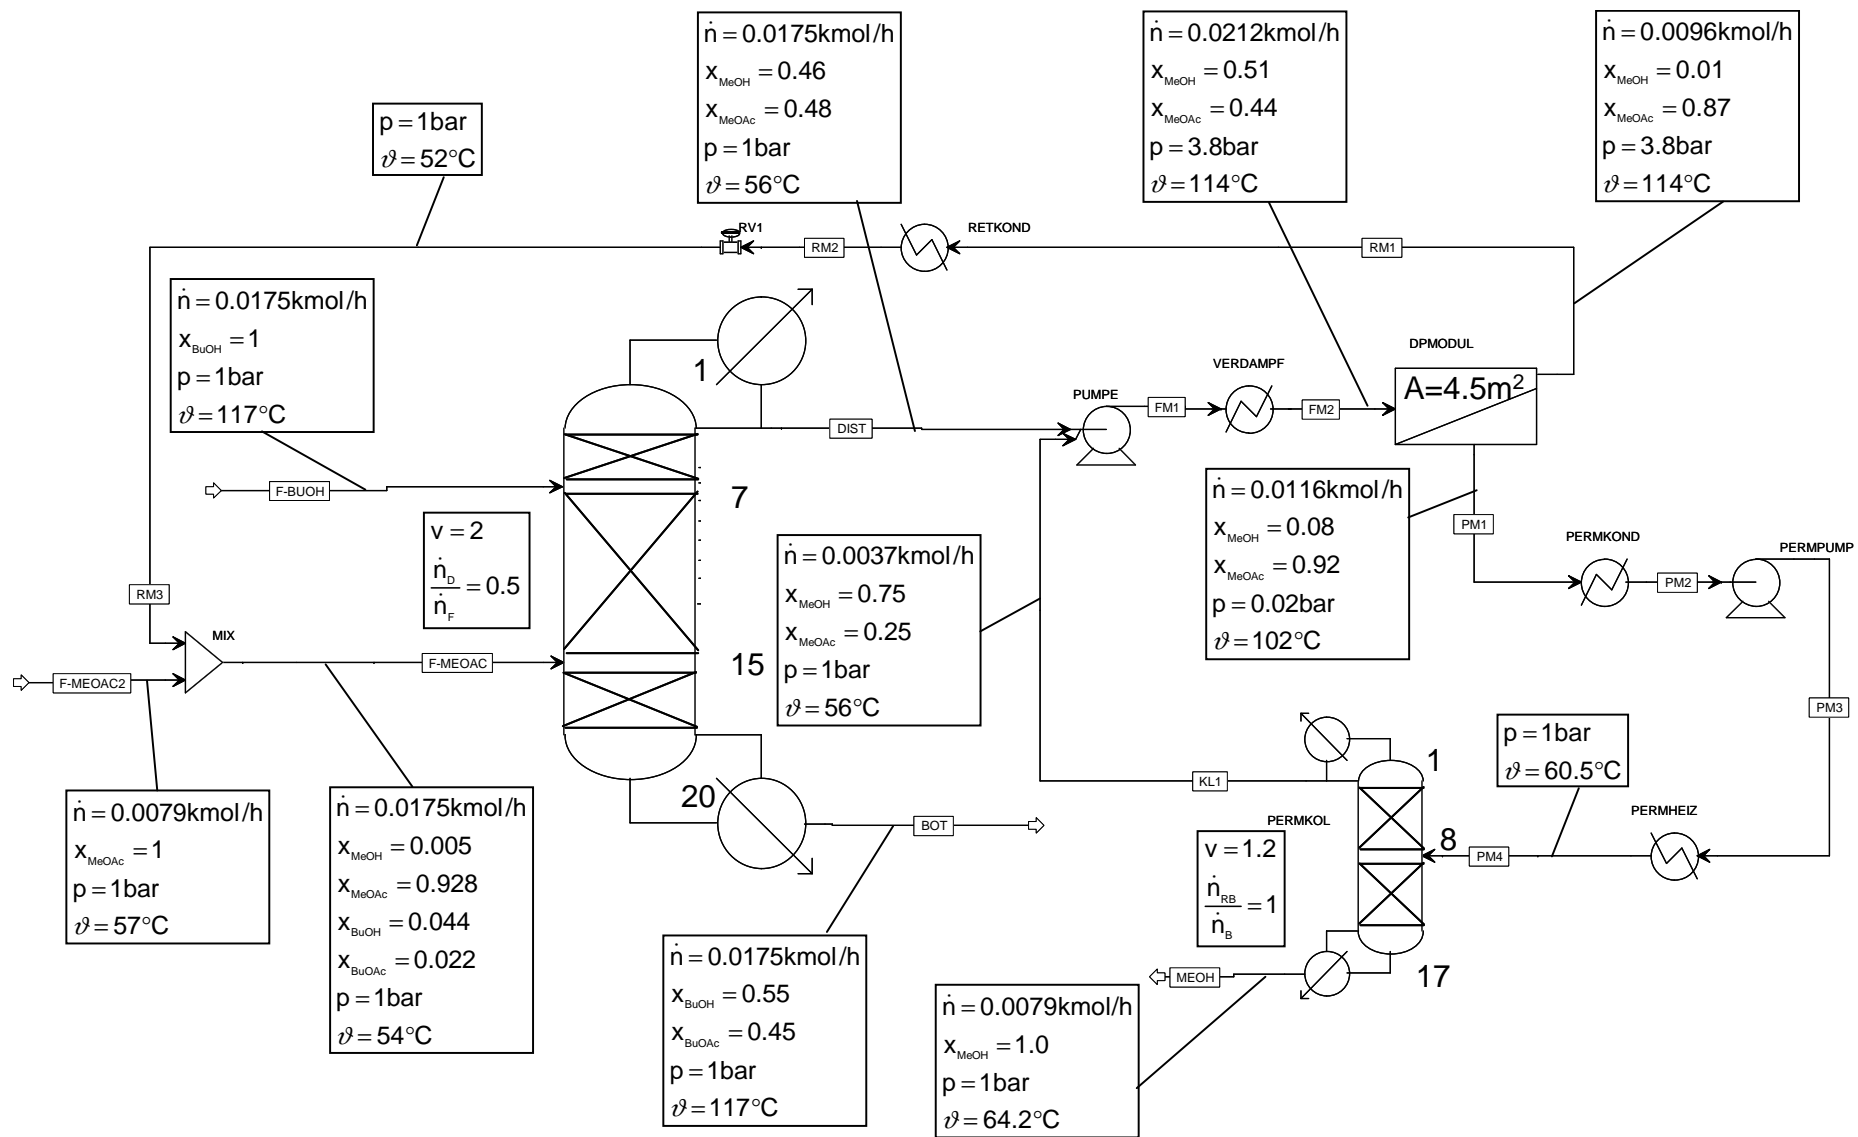 ṅ = 0.0175kmol/h
x_MeOH = 0.46
x_MeOAc = 0.48
p = 1bar
ϑ = 56°C
ṅ = 0.0212kmol/h
x_MeOH = 0.51
x_MeOAc = 0.44
p = 3.8bar
ϑ = 114°C
ṅ = 0.0096kmol/h
x_MeOH = 0.01
x_MeOAc = 0.87
p = 3.8bar
ϑ = 114°C
p = 1bar
ϑ = 52°C
RV1
RM2
RETKOND
RM1
ṅ = 0.0175kmol/h
x_BuOH = 1
p = 1bar
ϑ = 117°C
1
DPMODUL
A=4.5m²
VERDAMPF
PUMPE
FM1
FM2
DIST
F-BUOH
7
v = 2
ṅ_D
ṅ_F
= 0.5
ṅ = 0.0037kmol/h
x_MeOH = 0.75
x_MeOAc = 0.25
p = 1bar
ϑ = 56°C
ṅ = 0.0116kmol/h
x_MeOH = 0.08
x_MeOAc = 0.92
p = 0.02bar
ϑ = 102°C
PM1
PERMKOND
PERMPUMP
PM2
RM3
MIX
F-MEOAC
15
F-MEOAC2
PM3
p = 1bar
ϑ = 60.5°C
ṅ = 0.0079kmol/h
x_MeOAc = 1
p = 1bar
ϑ = 57°C
ṅ = 0.0175kmol/h
x_MeOH = 0.005
x_MeOAc = 0.928
x_BuOH = 0.044
x_BuOAc = 0.022
p = 1bar
ϑ = 54°C
20
BOT
KL1
1
PERMKOL
8
PM4
PERMHEIZ
v = 1.2
ṅ_RB
ṅ_B
= 1
17
MEOH
ṅ = 0.0175kmol/h
x_BuOH = 0.55
x_BuOAc = 0.45
p = 1bar
ϑ = 117°C
ṅ = 0.0079kmol/h
x_MeOH = 1.0
p = 1bar
ϑ = 64.2°C